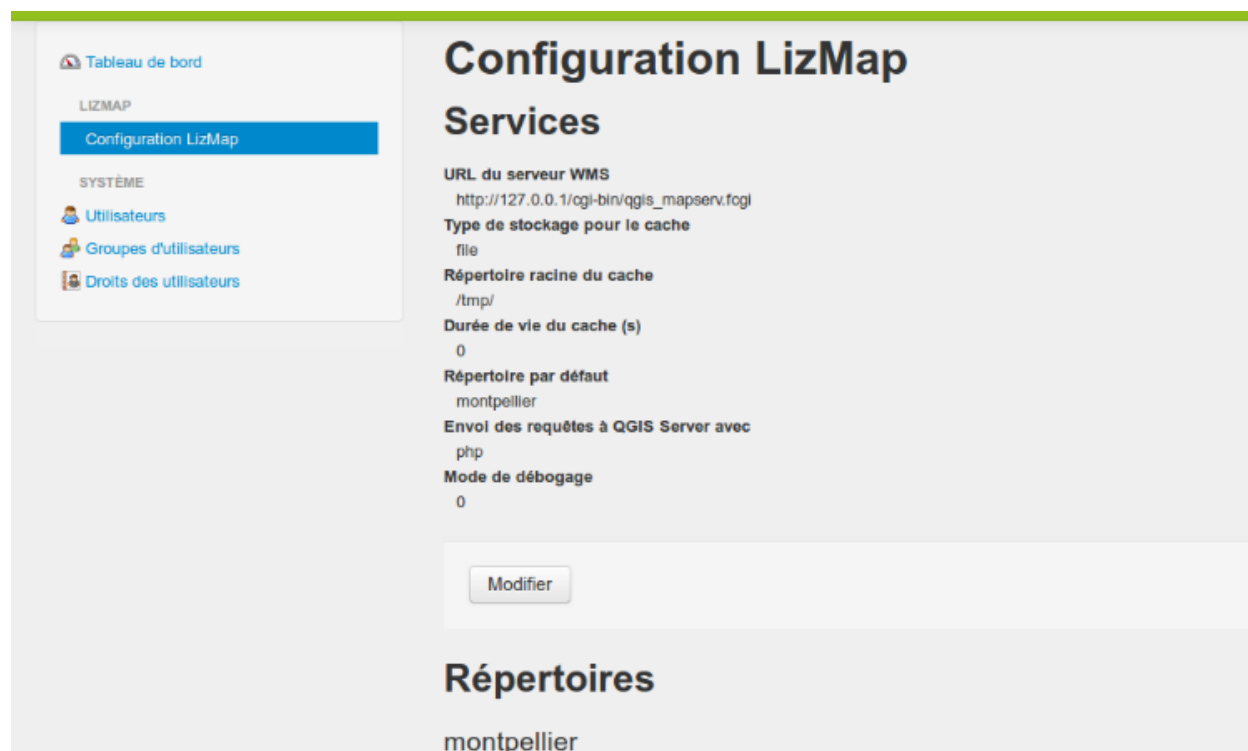 Tableau de bord
LIZMAP
Configuration LizMap
SYSTÈME
Utilisateurs
Groupes d'utilisateurs
Droits des utilisateurs
Configuration LizMap
Services
URL du serveur WMS
http://127.0.0.1/cgi-bin/qgis_mapserv.fcgi
Type de stockage pour le cache
file
Répertoire racine du cache
/tmp/
Durée de vie du cache (s)
0
Répertoire par défaut
montpellier
Envoi des requêtes à QGIS Server avec
php
Mode de débogage
0
Modifier
Répertoires
montpellier